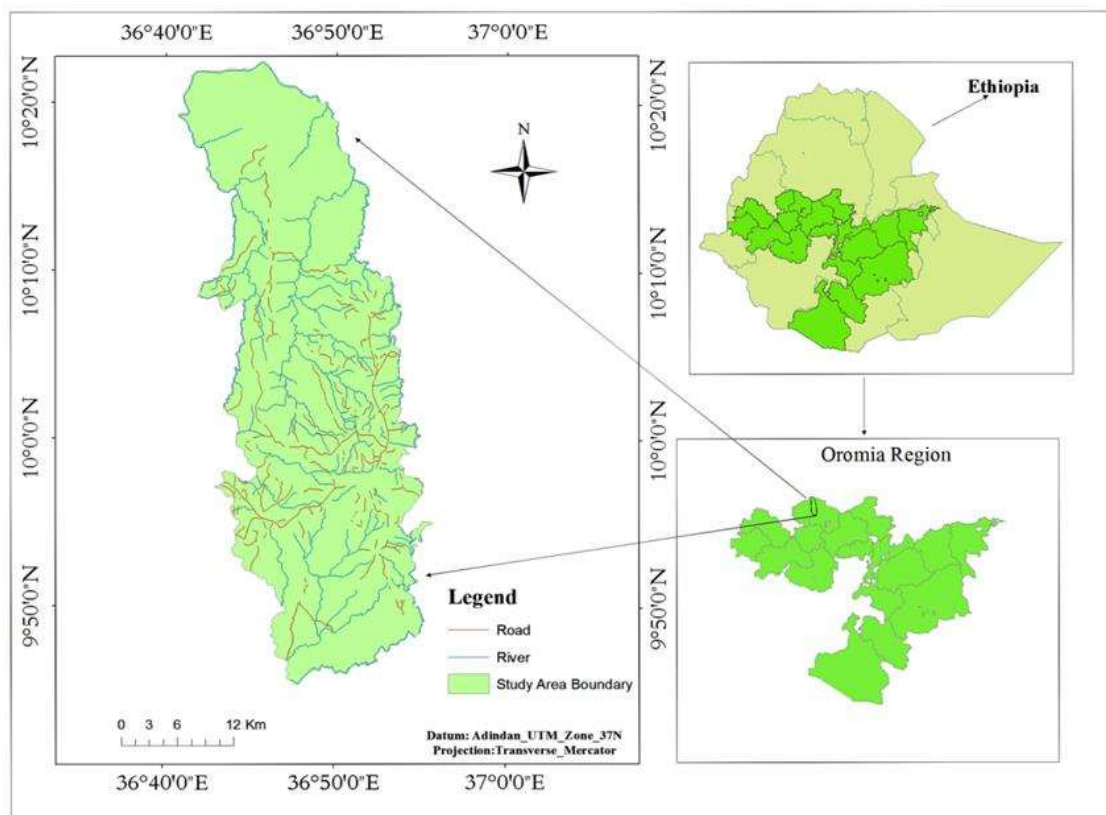 36°40'0"E 36°50'0"E 37°0'0"E
10°20'0"N
10°10'0"N
10°0'0"N
9°50'0"N
N
Legend
Road
River
Study Area Boundary
0 3 6 12 Km
Datum: Adindan_UTM_Zone_37N
Projection:Transverse_Mercator
36°40'0"E 36°50'0"E 37°0'0"E
10°20'0"N
10°10'0"N
10°0'0"N
9°50'0"N
Ethiopia
Oromia Region